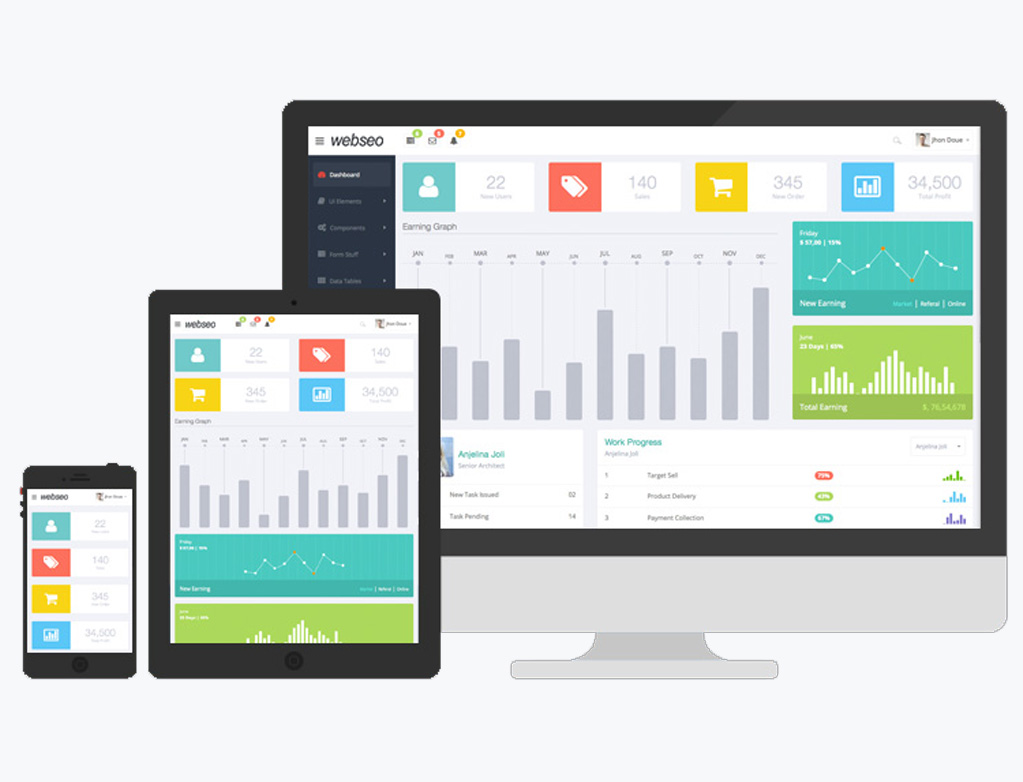 webseo
6
5
7
Jhon Doue
Dashboard
UI Elements
Components
Form Stuff
Data Tables
22
New Users
140
Sales
345
New Order
34,500
Total Profit
Earning Graph
JAN FEB MAR APR MAY JUN JUL AUG SEP OCT NOV DEC
Friday
$ 57,00 | 15%
New Earning
Market | Referal | Online
June
23 Days | 65%
Total Earning
$, 76,54,678
Anjelina Joli
Senior Architect
New Task Issued 02
Task Pending 14
Work Progress
Anjelina Joli
Anjelina Joli
1 Target Sell 75%
2 Product Delivery 43%
3 Payment Collection 67%
webseo
Jhon Doue
22
New Users
140
Sales
345
New Order
34,500
Total Profit
Earning Graph
JAN FEB MAR APR MAY JUN JUL AUG SEP OCT NOV DEC
Friday
$ 57,00 | 15%
New Earning
Market | Referal | Online
June
23 Days | 65%
webseo
Jhon Doue
22
New Users
140
Sales
345
New Order
34,500
Total Profit